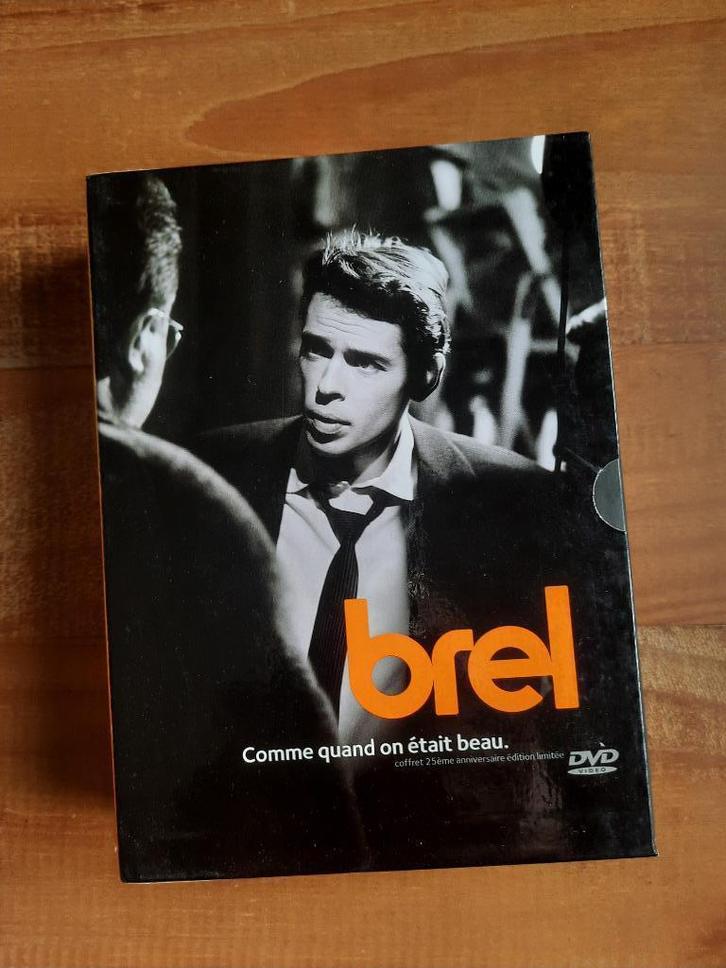 brel
Comme quand on était beau.
coffret 25ème anniversaire édition limitée
DVD
VIDEO